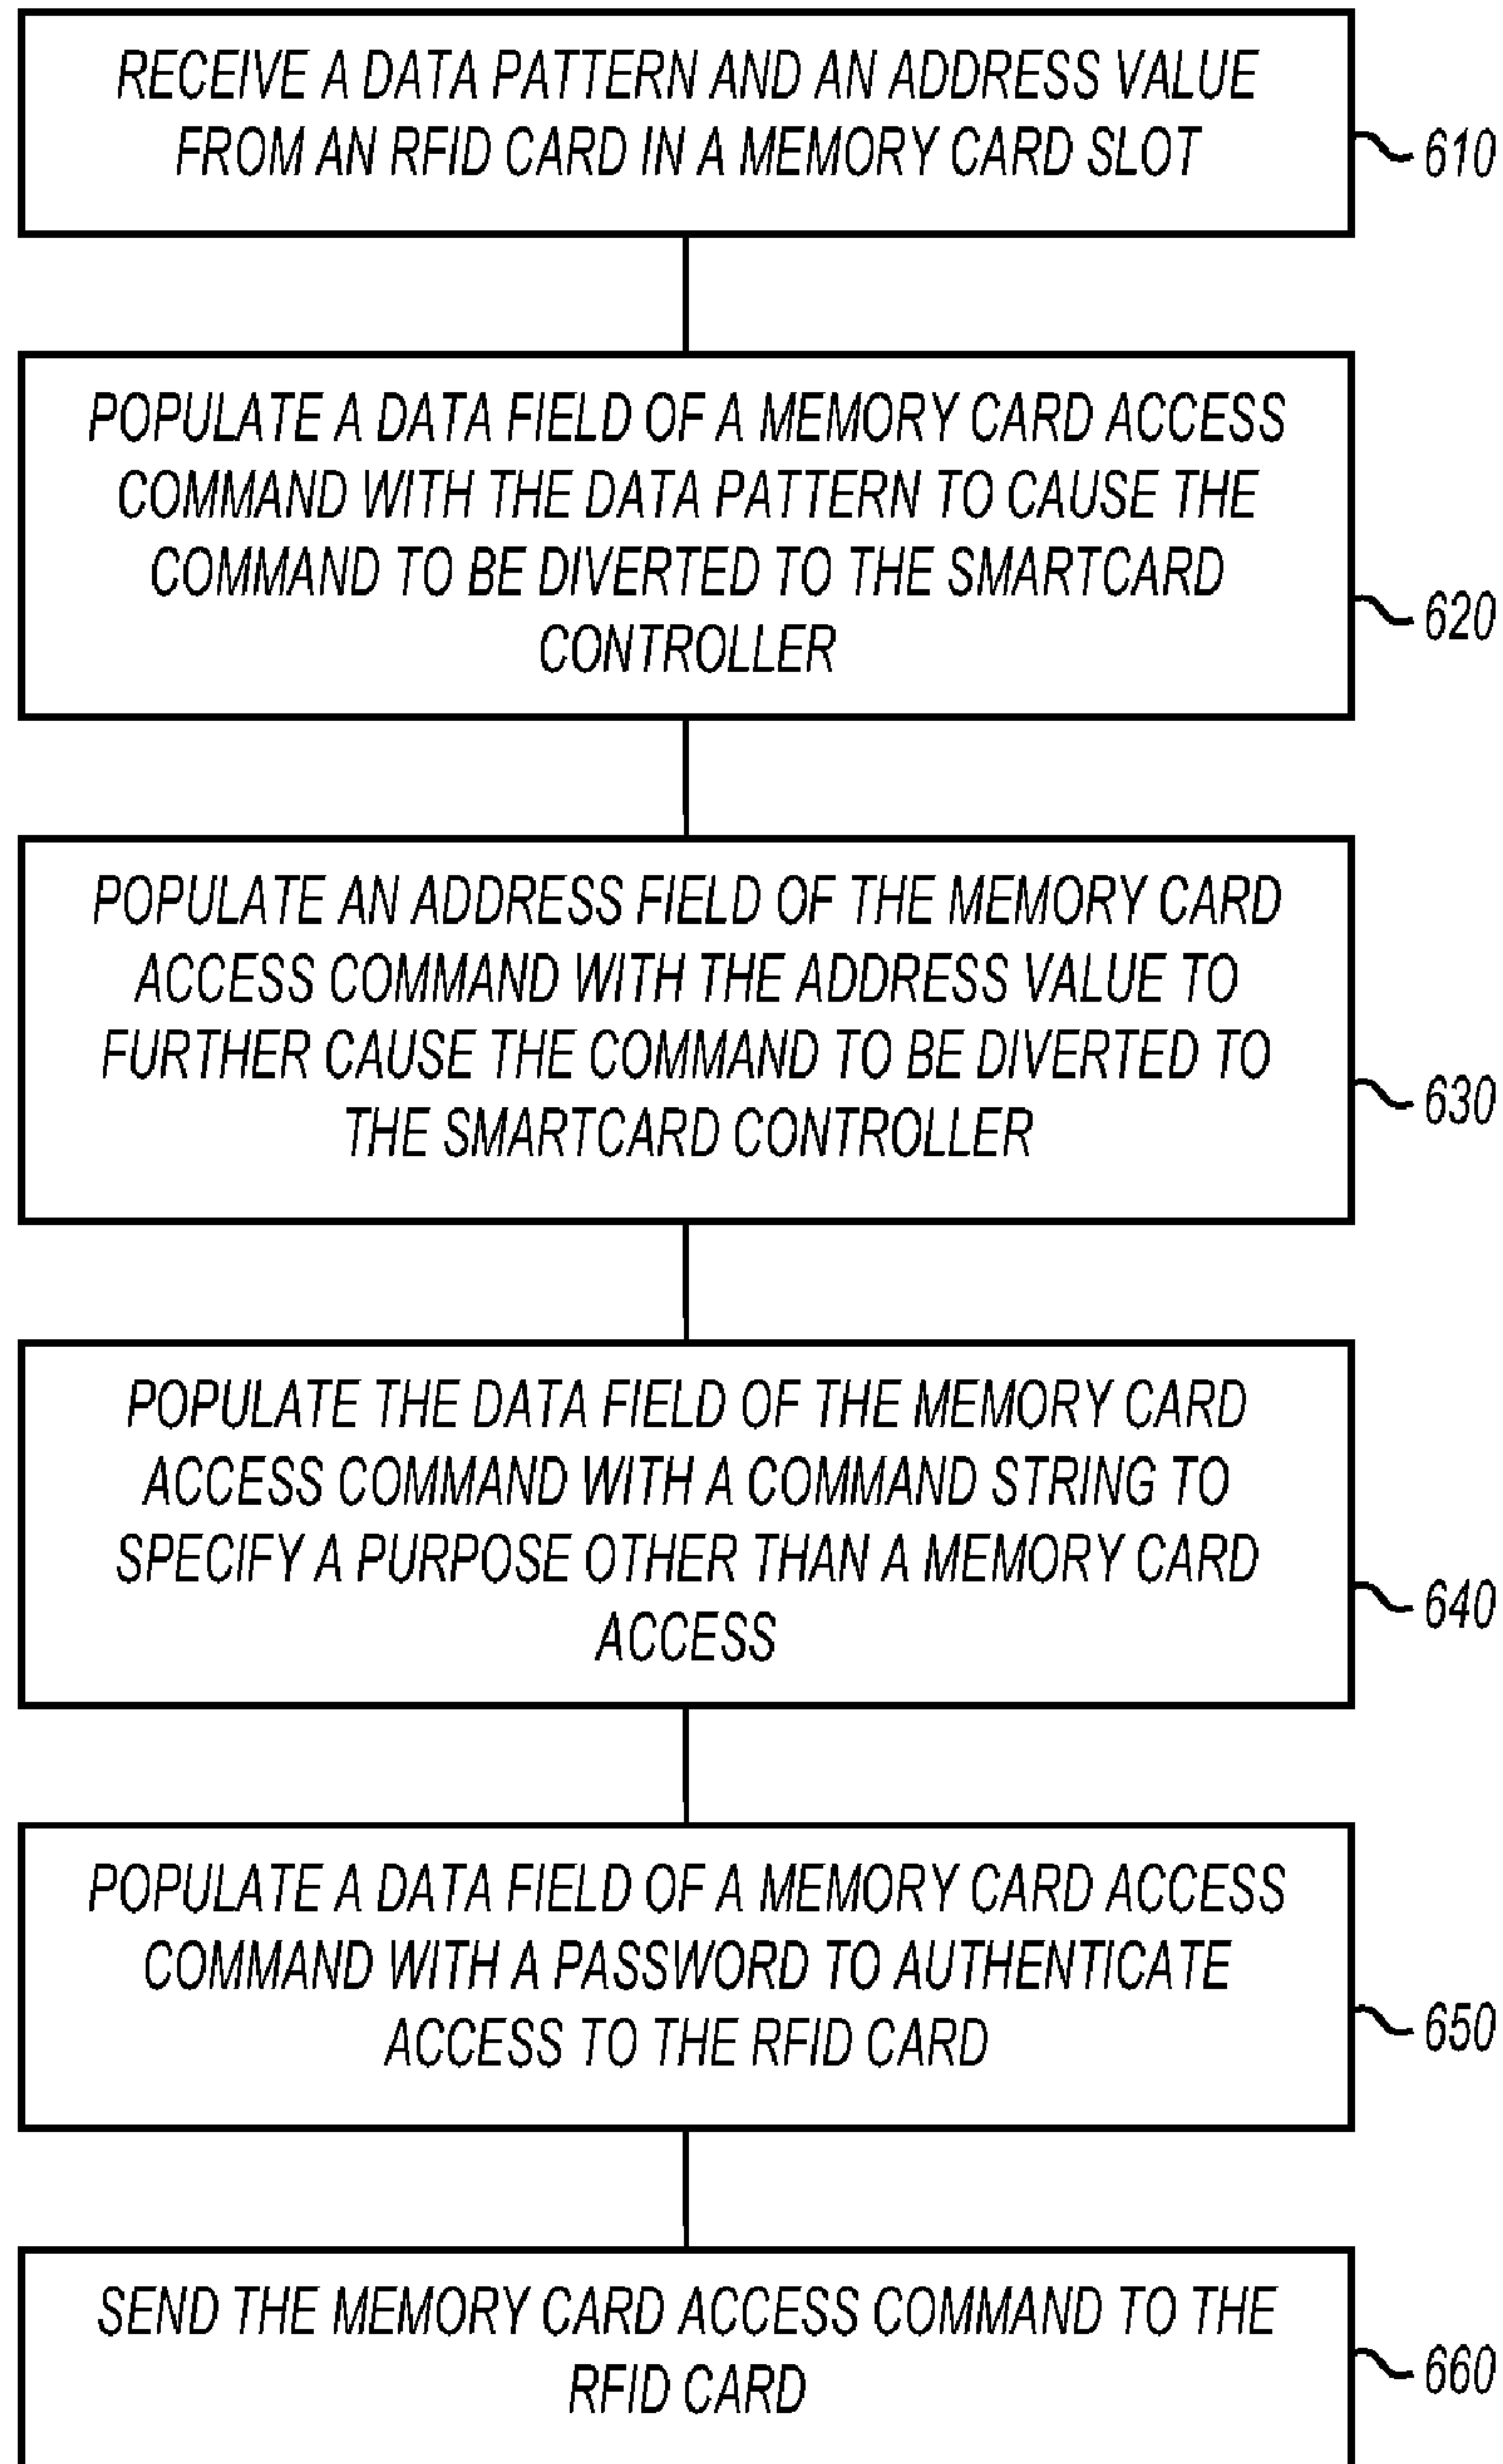 RECEIVE A DATA PATTERN AND AN ADDRESS VALUE
FROM AN RFID CARD IN A MEMORY CARD SLOT
610
POPULATE A DATA FIELD OF A MEMORY CARD ACCESS
COMMAND WITH THE DATA PATTERN TO CAUSE THE
COMMAND TO BE DIVERTED TO THE SMARTCARD
CONTROLLER
620
POPULATE AN ADDRESS FIELD OF THE MEMORY CARD
ACCESS COMMAND WITH THE ADDRESS VALUE TO
FURTHER CAUSE THE COMMAND TO BE DIVERTED TO
THE SMARTCARD CONTROLLER
630
POPULATE THE DATA FIELD OF THE MEMORY CARD
ACCESS COMMAND WITH A COMMAND STRING TO
SPECIFY A PURPOSE OTHER THAN A MEMORY CARD
ACCESS
640
POPULATE A DATA FIELD OF A MEMORY CARD ACCESS
COMMAND WITH A PASSWORD TO AUTHENTICATE
ACCESS TO THE RFID CARD
650
SEND THE MEMORY CARD ACCESS COMMAND TO THE
RFID CARD
660